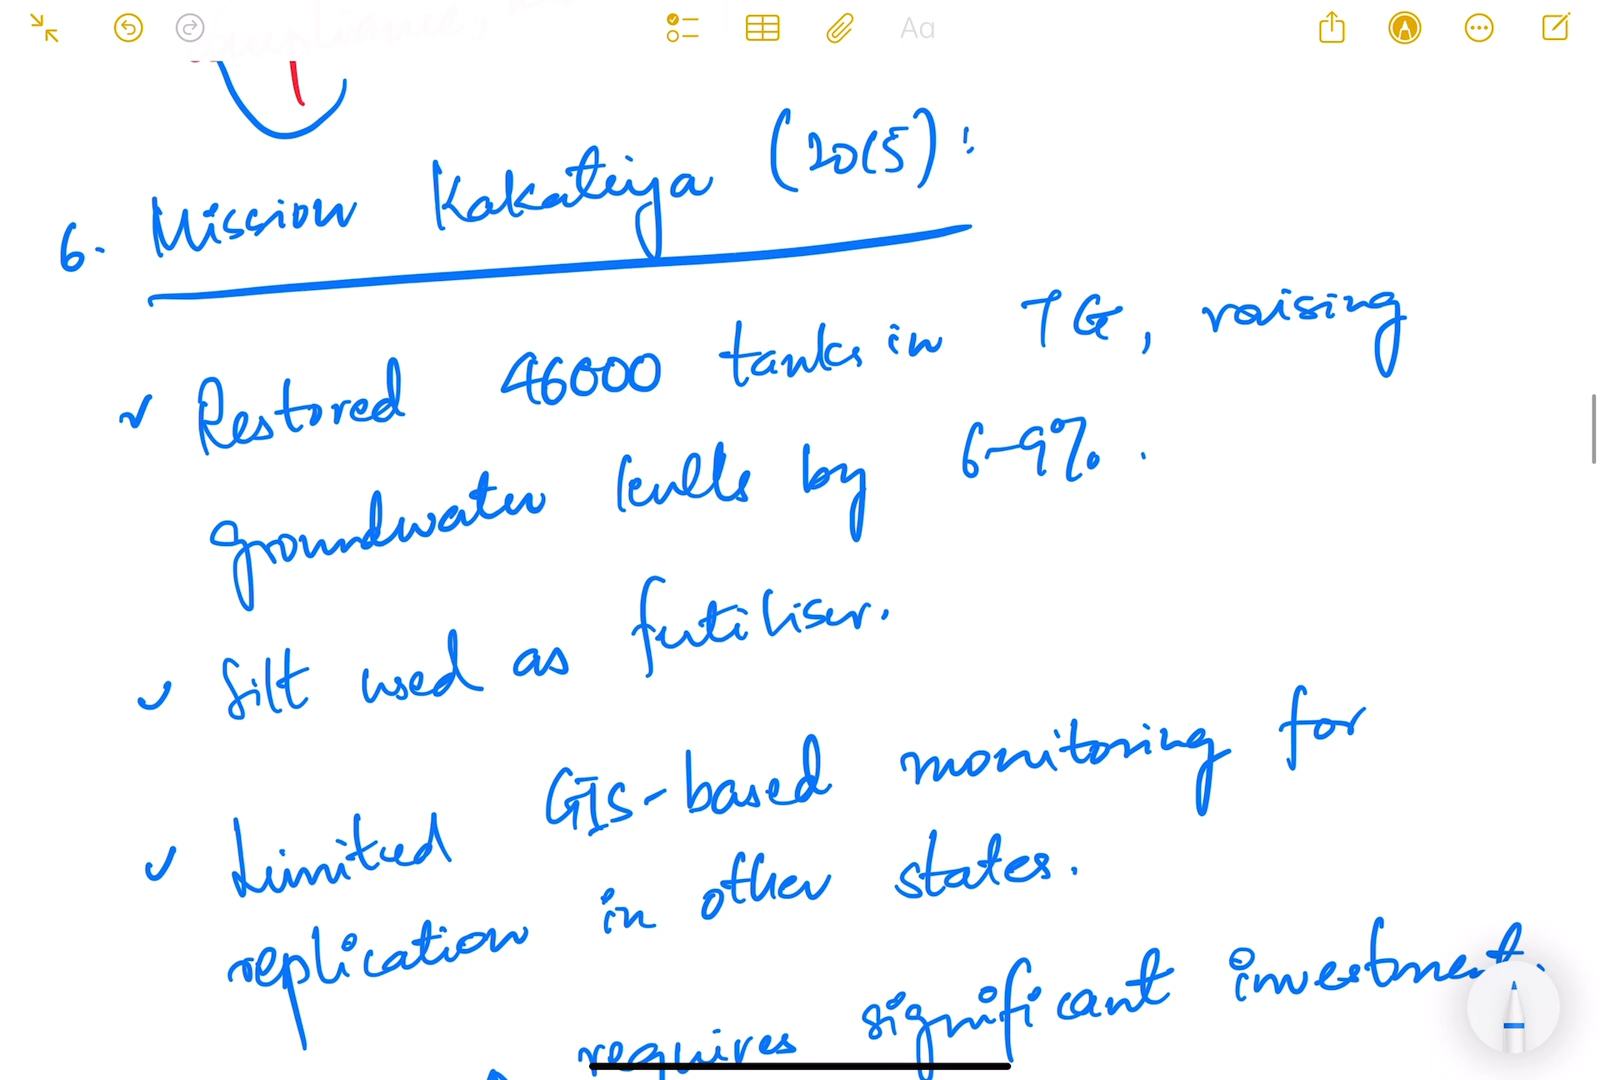 Aa
6. Mission Kakatiya (2015):
Restored 46000 tanks in TG, raising
groundwater levels by 6-9%.
Silt used as fertiliser.
Limited GIS-based monitoring for
replication in other states.
requires significant investment.